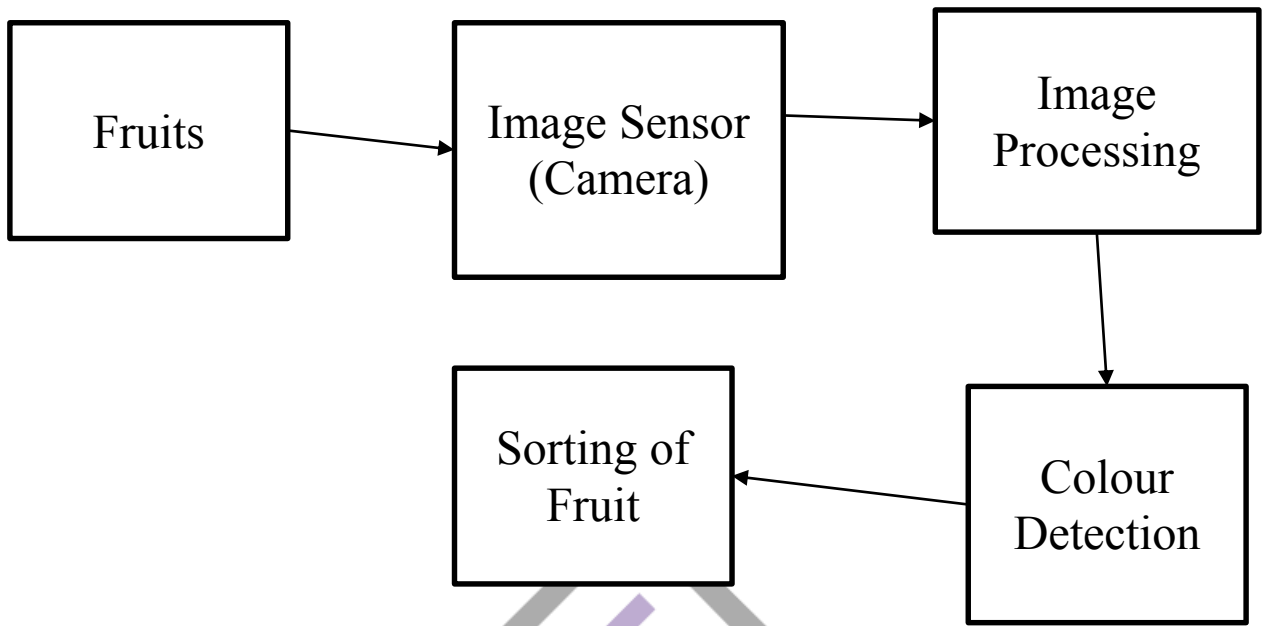 Fruits
Image Sensor
(Camera)
Image
Processing
Sorting of
Fruit
Colour
Detection